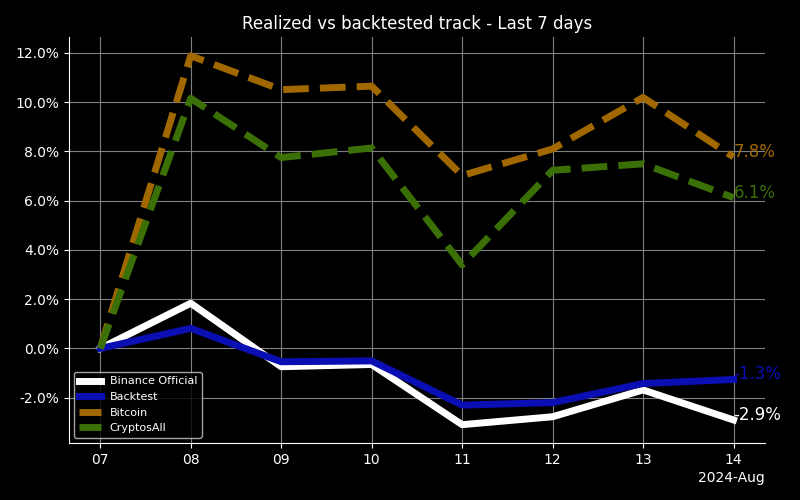 Realized vs backtested track - Last 7 days
12.0%
10.0%
8.0%
6.0%
4.0%
2.0%
0.0%
-2.0%
7.8%
6.1%
-1.3%
-2.9%
Binance Official
Backtest
Bitcoin
CryptosAll
07 08 09 10 11 12 13 14
2024-Aug